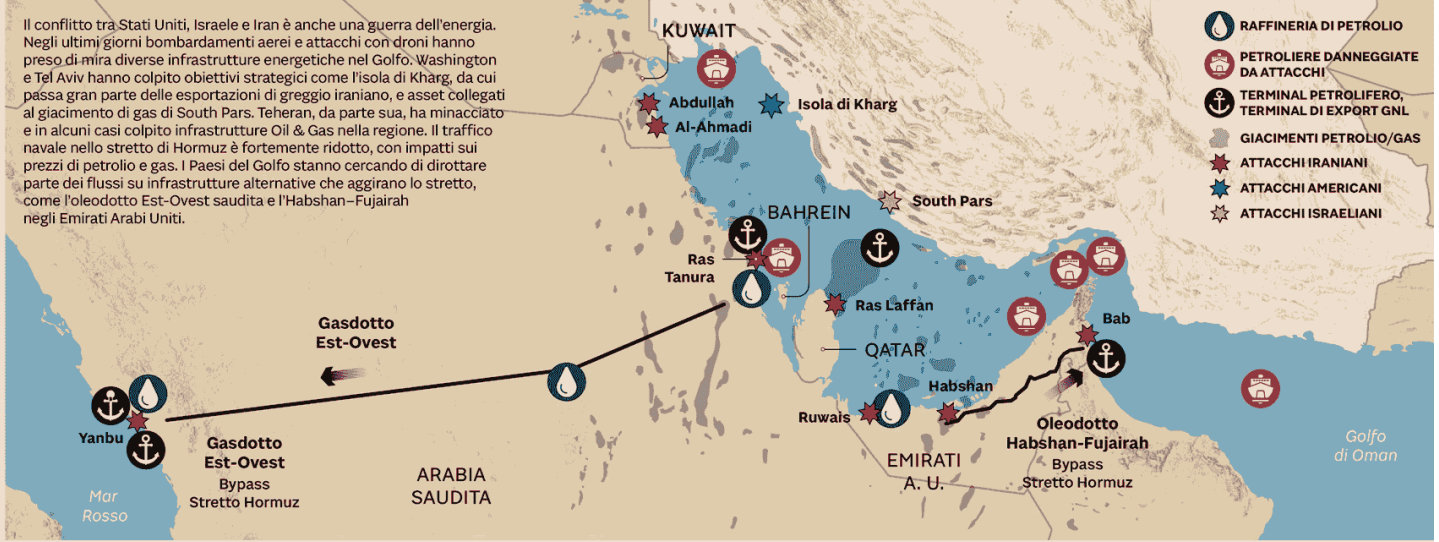 Il conflitto tra Stati Uniti, Israele e Iran è anche una guerra dell'energia.
Negli ultimi giorni bombardamenti aerei e attacchi con droni hanno
preso di mira diverse infrastrutture energetiche nel Golfo. Washington
e Tel Aviv hanno colpito obiettivi strategici come l'isola di Kharg, da cui
passa gran parte delle esportazioni di greggio iraniano, e asset collegati
al giacimento di gas di South Pars. Teheran, da parte sua, ha minacciato
e in alcuni casi colpito infrastrutture Oil & Gas nella regione. Il traffico
navale nello stretto di Hormuz è fortemente ridotto, con impatti sui
prezzi di petrolio e gas. I Paesi del Golfo stanno cercando di dirottare
parte dei flussi su infrastrutture alternative che aggirano lo stretto,
come l'oleodotto Est-Ovest saudita e l'Habshan–Fujairah
negli Emirati Arabi Uniti.
RAFFINERIA DI PETROLIO
PETROLIERE DANNEGGIATE
DA ATTACCHI
TERMINAL PETROLIFERO,
TERMINAL DI EXPORT GNL
GIACIMENTI PETROLIO/GAS
ATTACCHI IRANIANI
ATTACCHI AMERICANI
ATTACCHI ISRAELIANI
KUWAIT
Abdullah
Al-Ahmadi
Isola di Kharg
South Pars
BAHREIN
Ras
Tanura
Ras Laffan
QATAR
Bab
Habshan
Ruwais
Gasdotto
Est-Ovest
Yanbu
Gasdotto
Est-Ovest
Bypass
Stretto Hormuz
Mar
Rosso
ARABIA
SAUDITA
EMIRATI
A. U.
Oleodotto
Habshan-Fujairah
Bypass
Stretto Hormuz
Golfo
di Oman